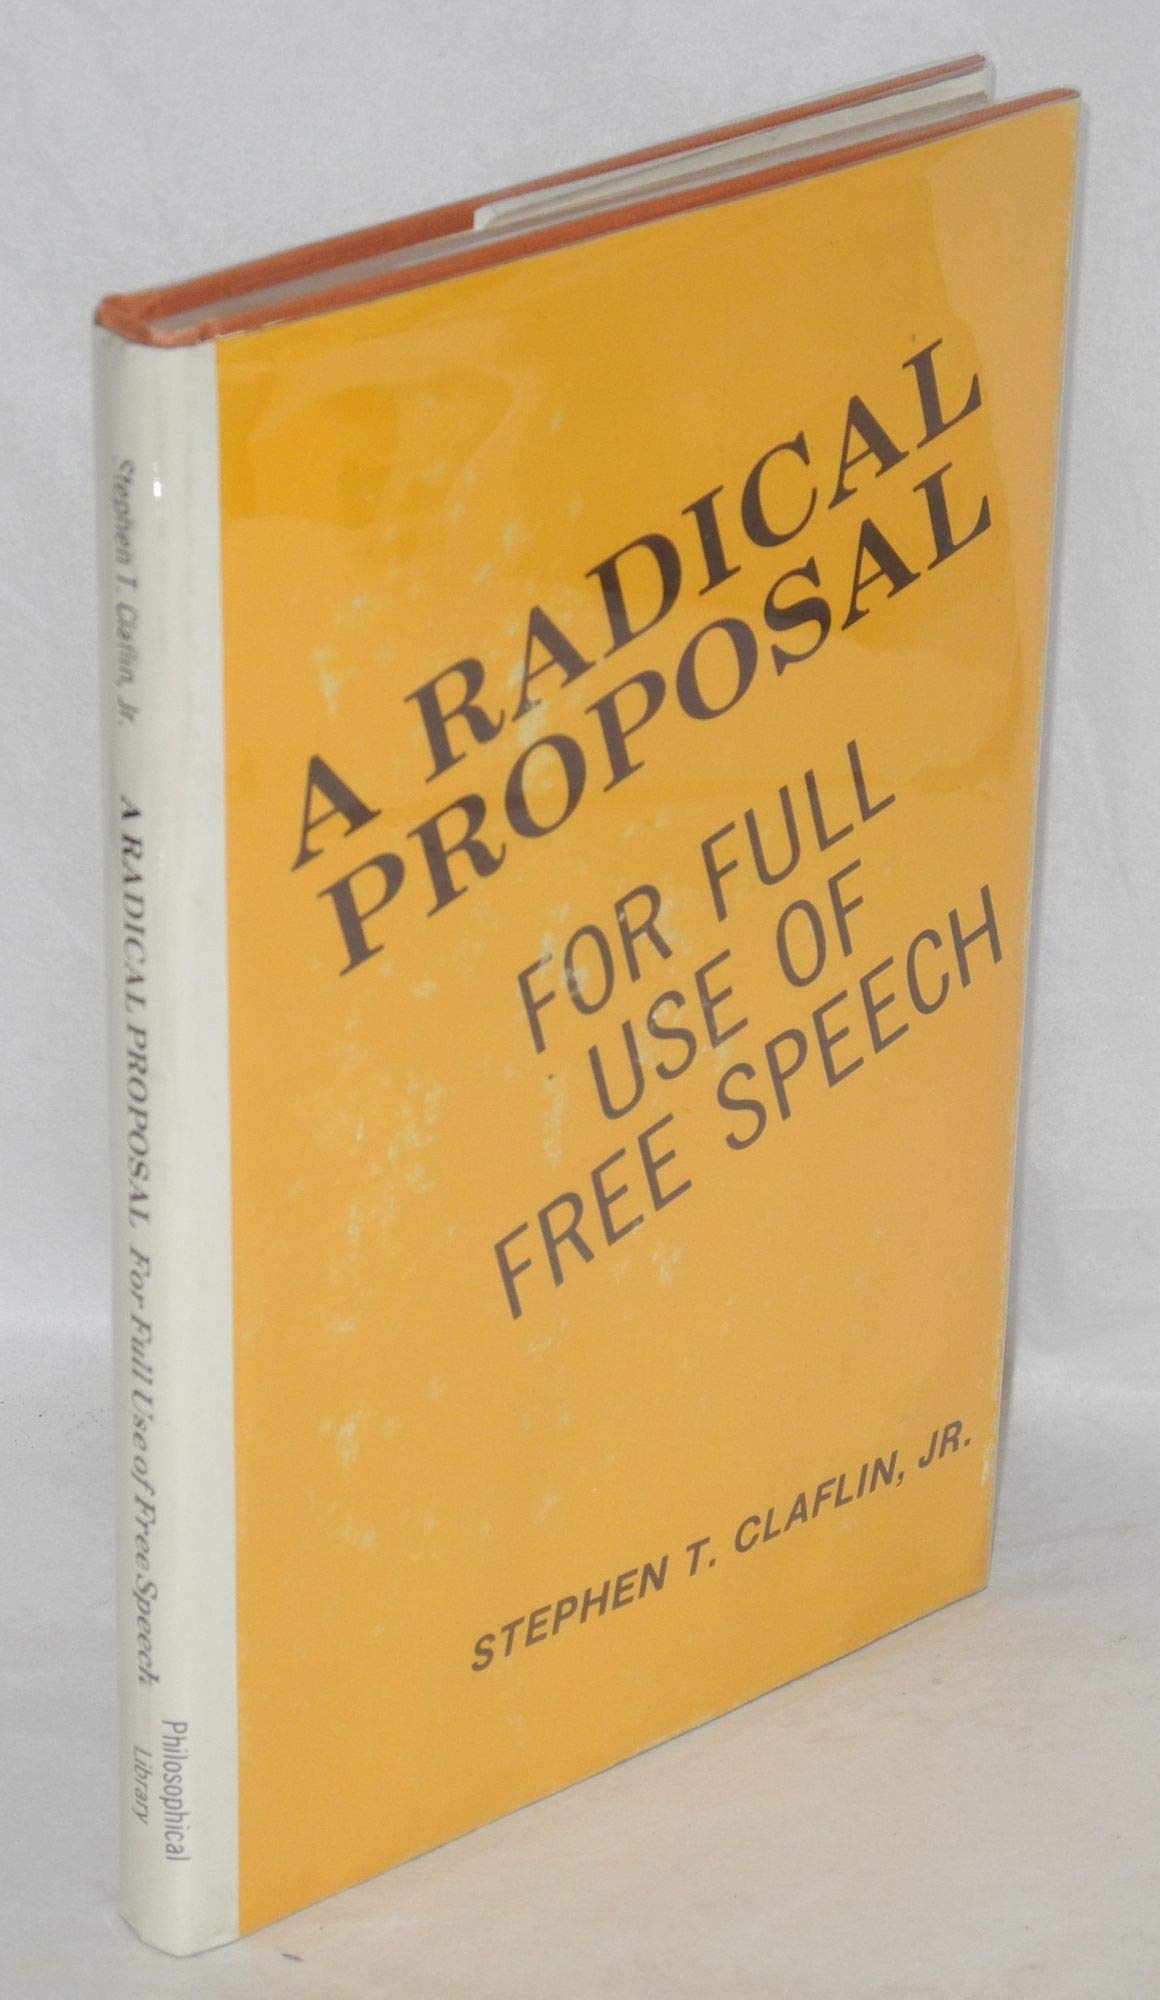 A RADICAL
PROPOSAL
FOR FULL
USE OF
FREE SPEECH
STEPHEN T. CLAFLIN, JR.
Stephen T. Claflin, Jr. A RADICAL PROPOSAL For Full Use of Free Speech
Philosophical
Library